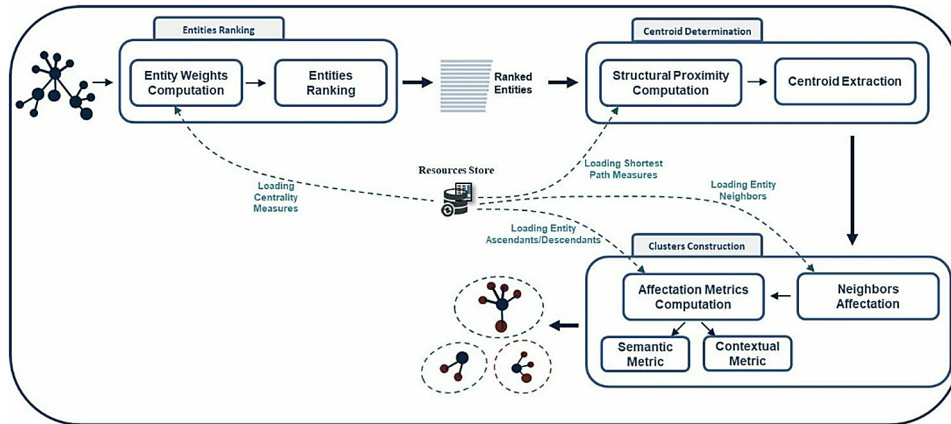 Entities Ranking
Entity Weights
Computation
Entities
Ranking
Ranked
Entities
Centroid Determination
Structural Proximity
Computation
Centroid Extraction
Resources Store
Loading
Centrality
Measures
Loading Shortest
Path Measures
Loading Entity
Neighbors
Loading Entity
Ascendants/Descendants
Clusters Construction
Affectation Metrics
Computation
Neighbors
Affectation
Semantic
Metric
Contextual
Metric